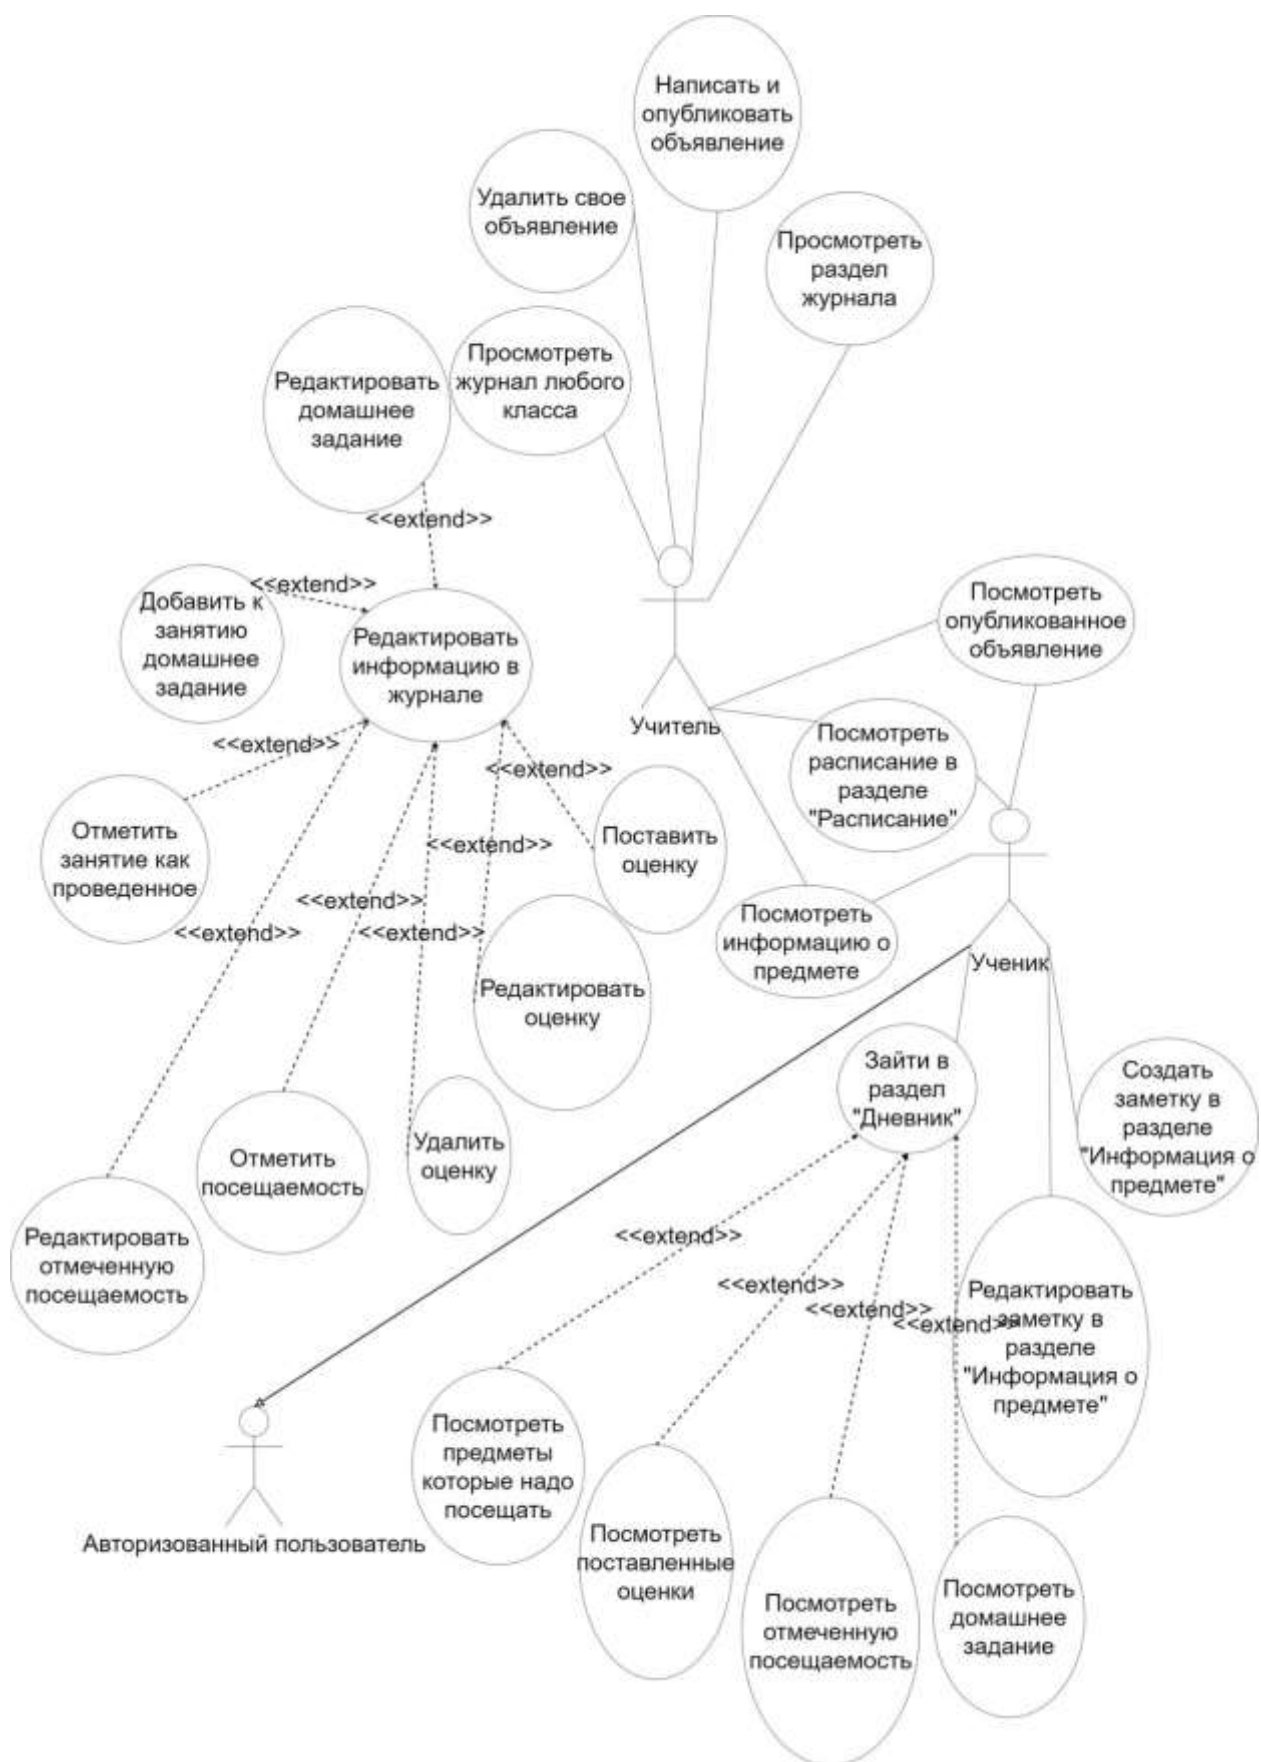 Написать и
опубликовать
объявление
Удалить свое
объявление
Просмотреть
раздел
журнала
Просмотреть
журнал любого
класса
Редактировать
домашнее
задание
<<extend>>
<<extend>>
Добавить к
занятию
домашнее
задание
Редактировать
информацию в
журнале
Посмотреть
опубликованное
объявление
Учитель
Посмотреть
расписание в
разделе
"Расписание"
<<extend>>
<<extend>>
Отметить
занятие как
проведенное
<<extend>>
Поставить
оценку
<<extend>>
<<extend>>
<<extend>>
Посмотреть
информацию о
предмете
Ученик
Редактировать
оценку
Зайти в
раздел
"Дневник"
Создать
заметку в
разделе
"Информация о
предмете"
Отметить
посещаемость
Удалить
оценку
Редактировать
отмеченную
посещаемость
<<extend>>
<<extend>>
<<extend>>
<<extend>>
Редактировать
заметку в
разделе
"Информация о
предмете"
Авторизованный пользователь
Посмотреть
предметы
которые надо
посещать
Посмотреть
поставленные
оценки
Посмотреть
отмеченную
посещаемость
Посмотреть
домашнее
задание